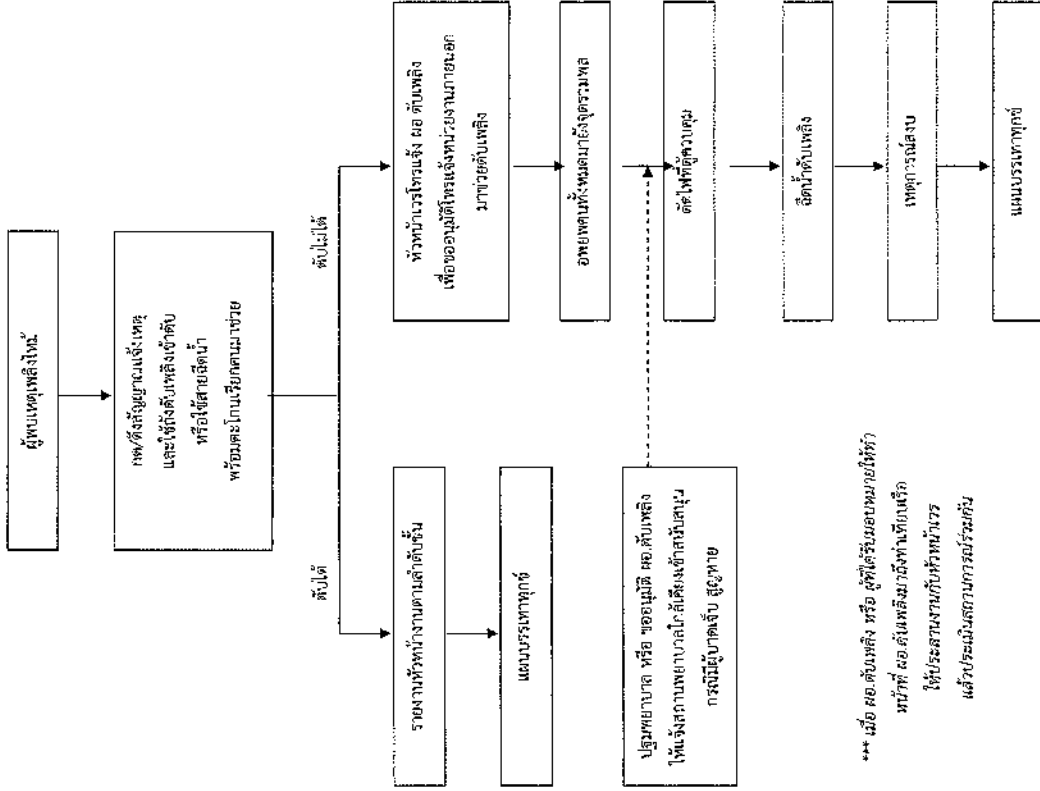 ผู้พบเหตุเพลิงไหม้
กด/ดึงสัญญาณแจ้งเหตุ
และใช้ถังดับเพลิงเข้าดับ
หรือใช้สายฉีดน้ำ
พร้อมตะโกนเรียกคนมาช่วย
ดับได้
ดับไม่ได้
รายงานหัวหน้างานตามลำดับชั้น
แผนบรรเทาทุกข์
หัวหน้าเวรโทรแจ้ง ผอ ดับเพลิง
เพื่อขออนุมัติโทรแจ้งหน่วยงานภายนอก
มาช่วยดับเพลิง
อพยพคนทั้งหมดมายังจุดรวมพล
ปฐมพยาบาล หรือ ขออนุมัติ ผอ.ดับเพลิง
ให้แจ้งสถานพยาบาลใกล้เคียงเข้าสนับสนุน
กรณีมีผู้บาดเจ็บ สูญหาย
ตัดไฟที่ตู้ควบคุม
ฉีดน้ำดับเพลิง
เหตุการณ์สงบ
แผนบรรเทาทุกข์
*** เมื่อ ผอ.ดับเพลิง หรือ ผู้ที่ได้รับมอบหมายให้ทำ
หน้าที่ ผอ.ดับเพลิงมาถึงท่าเทียบเรือ
ให้ประสานงานกับหัวหน้าเวร
แล้วประเมินสถานการณ์ร่วมกัน